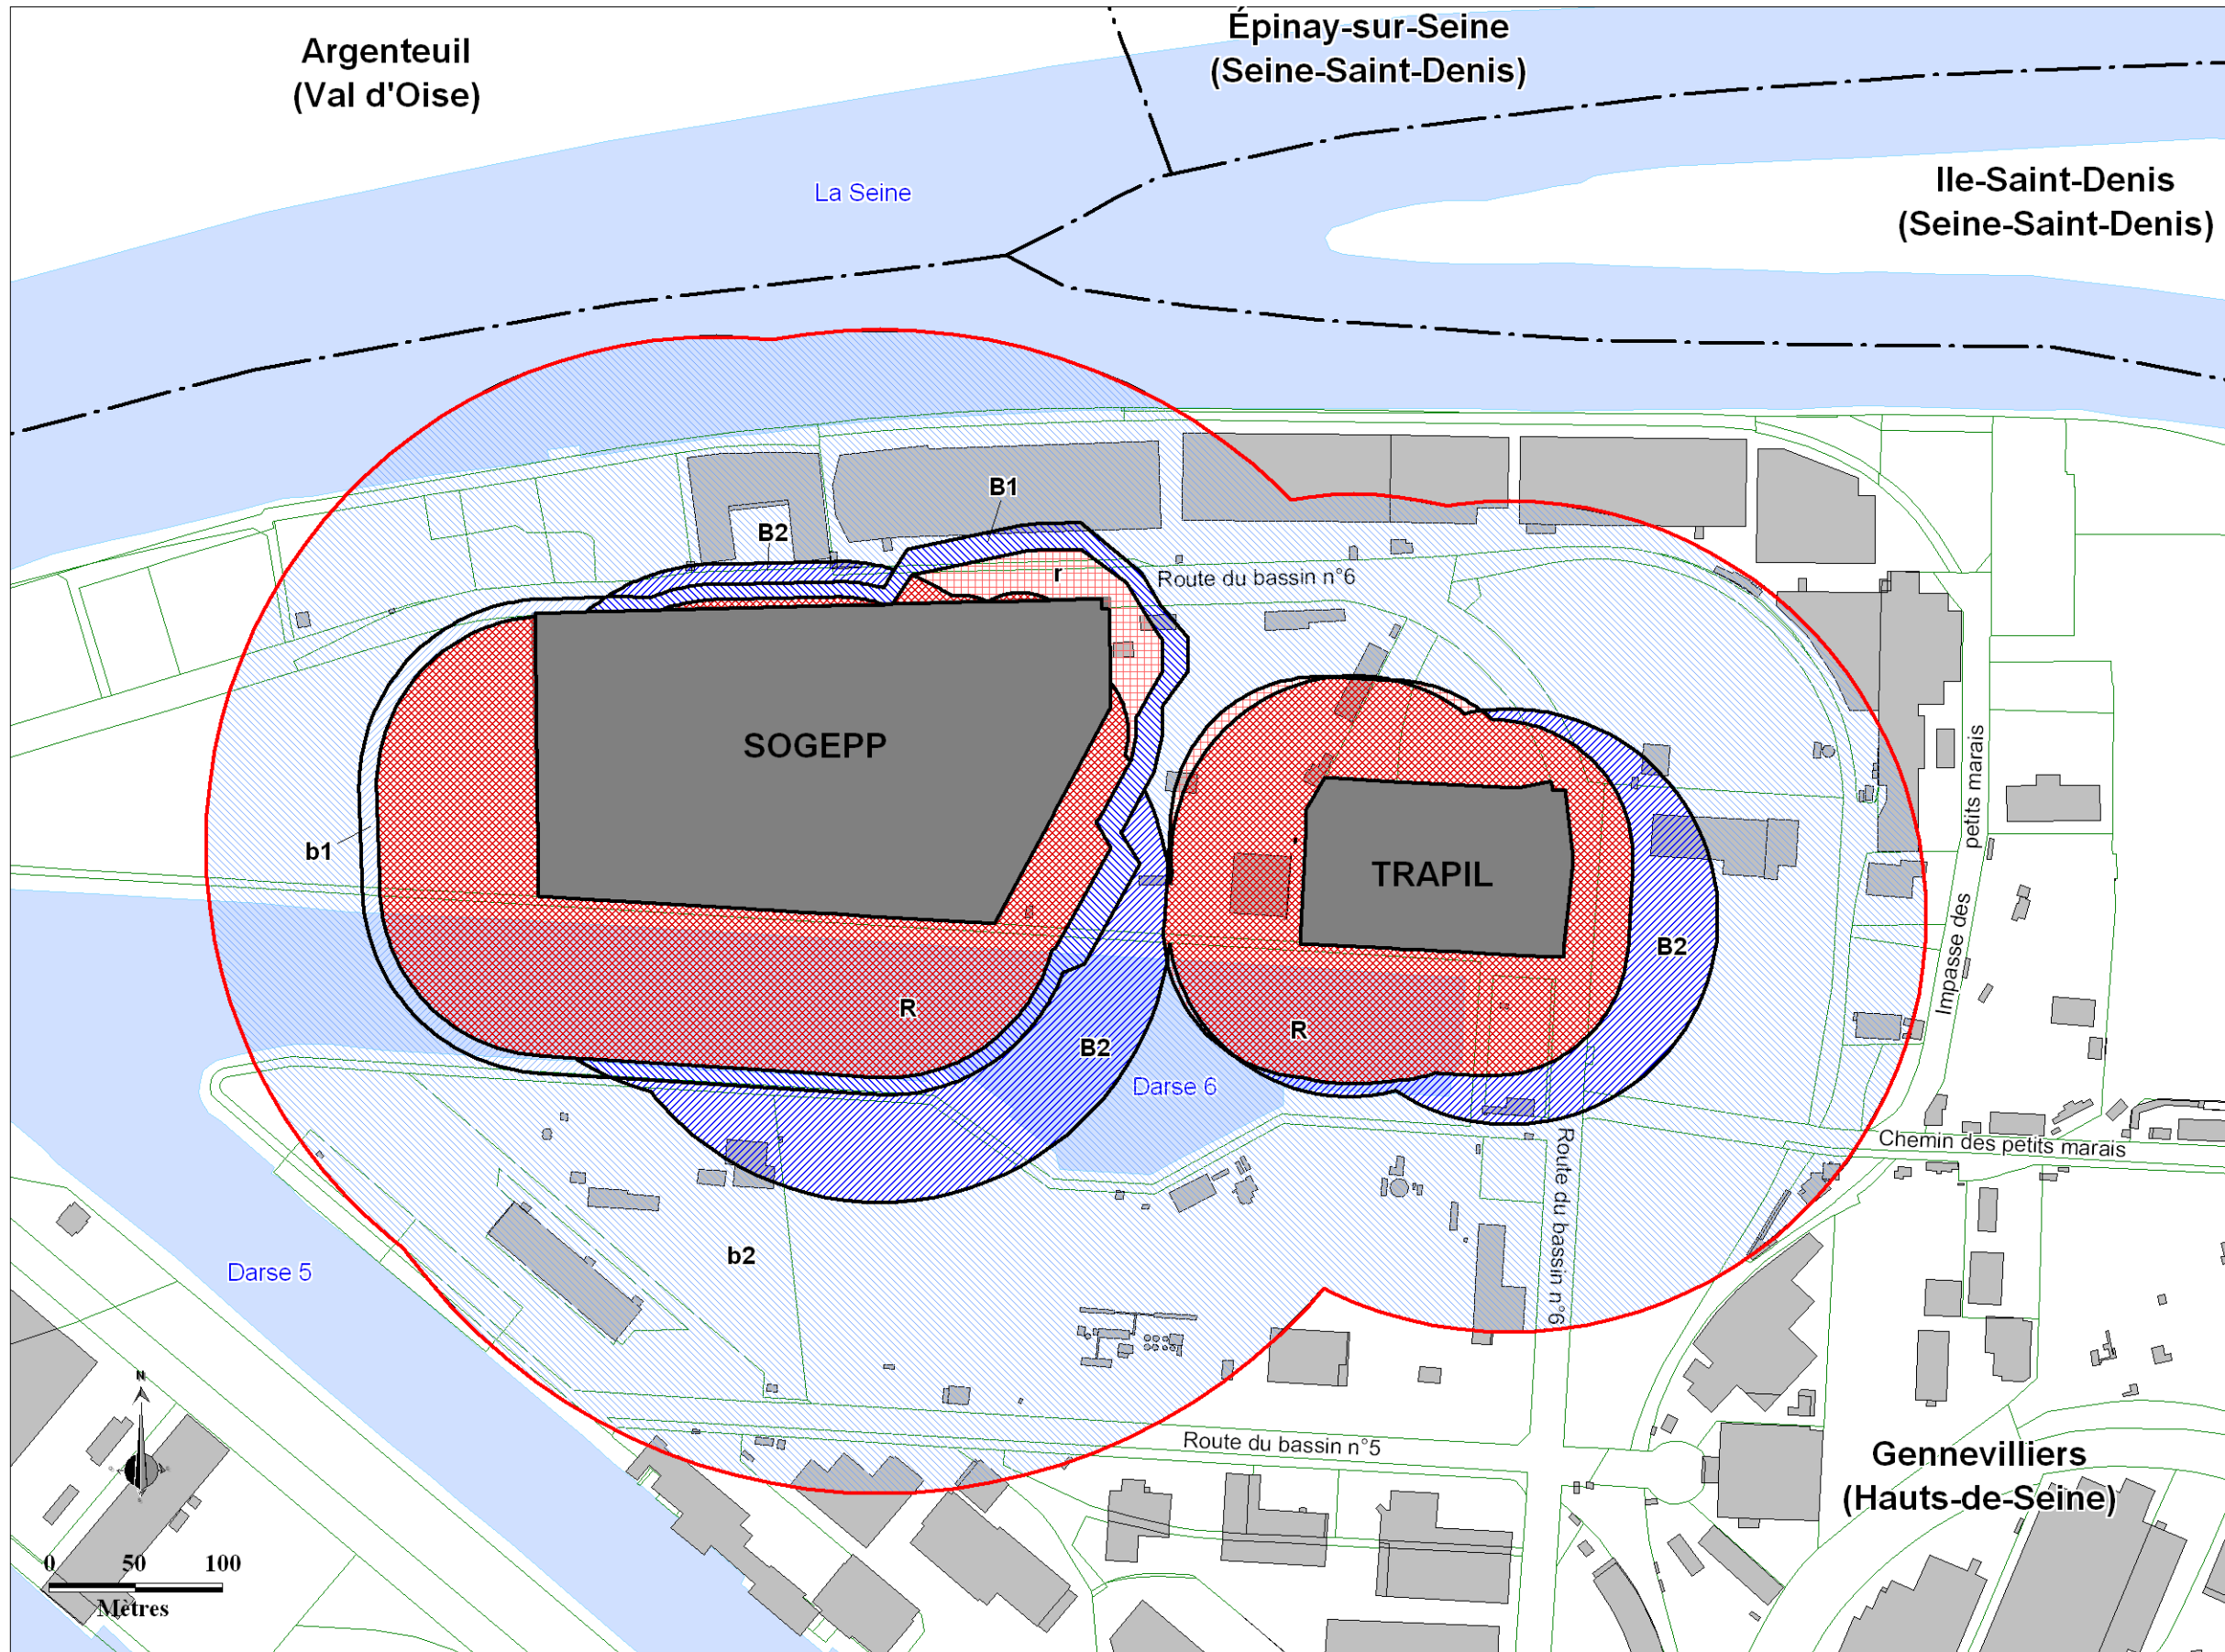 Argenteuil
(Val d'Oise)
Épinay-sur-Seine
(Seine-Saint-Denis)
Ile-Saint-Denis
(Seine-Saint-Denis)
La Seine
B1
B2
r
Route du bassin n°6
SOGEPP
petits marais
Impasse des
b1
TRAPIL
B2
R
R
B2
Darse 6
Chemin des petits marais
Route du bassin n°6
b2
Darse 5
N
Route du bassin n°5
Gennevilliers
(Hauts-de-Seine)
0 50 100
Mètres